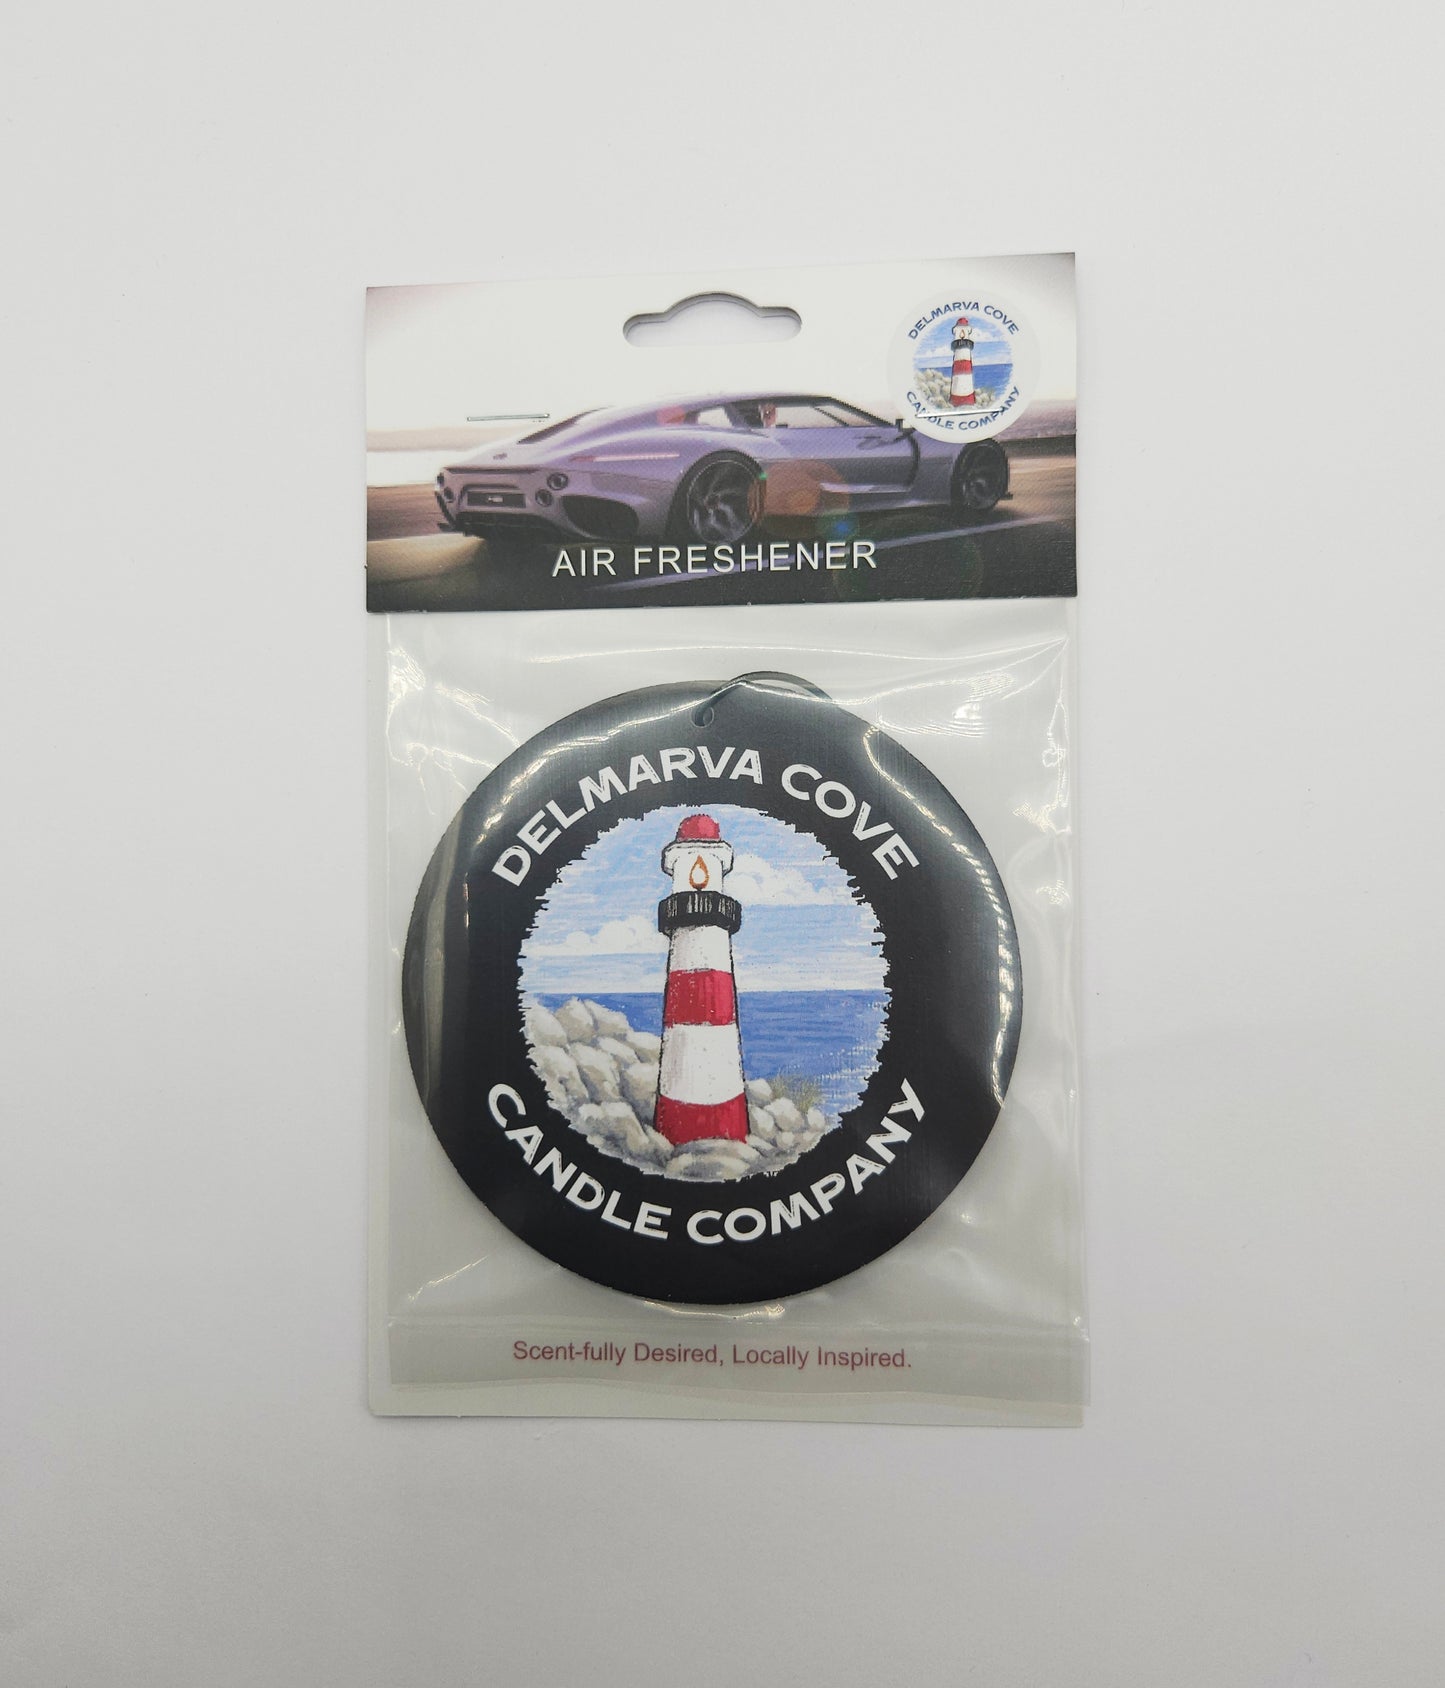 DELMARVA COVE
CANDLE COMPANY
AIR FRESHENER
DELMARVA COVE
CANDLE COMPANY
Scent-fully Desired, Locally Inspired.